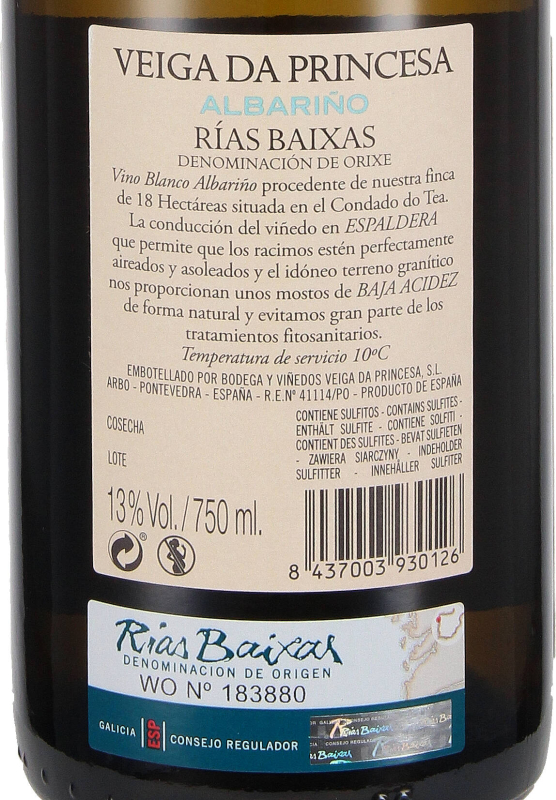 VEIGA DA PRINCESA
ALBARIÑO
RÍAS BAIXAS
DENOMINACIÓN DE ORIXE
Vino Blanco Albariño procedente de nuestra finca
de 18 Hectáreas situada en el Condado do Tea.
La conducción del viñedo en ESPALDERA
que permite que los racimos estén perfectamente
aireados y asoleados y el idóneo terreno granítico
nos proporcionan unos mostos de BAJA ACIDEZ
de forma natural y evitamos gran parte de los
tratamientos fitosanitarios.
Temperatura de servicio 10ºC
EMBOTELLADO POR BODEGA Y VIÑEDOS VEIGA DA PRINCESA, S.L.
ARBO - PONTEVEDRA - ESPAÑA - R.E.Nº 41114/PO - PRODUCTO DE ESPAÑA
COSECHA
LOTE
CONTIENE SULFITOS - CONTAINS SULFITES -
ENTHÄLT SULFITE - CONTIENE SOLFITI -
CONTIENT DES SULFITES - BEVAT SULFIETEN
- ZAWIERA SIARCZYNY - INDEHOLDER
SULFITTER - INNEHÅLLER SULFITER
13% Vol. / 750 ml.
8 437003 930126
Rías Baixas
DENOMINACION DE ORIGEN
WO Nº 183880
GALICIA ESP CONSEJO REGULADOR
Rías Baixas